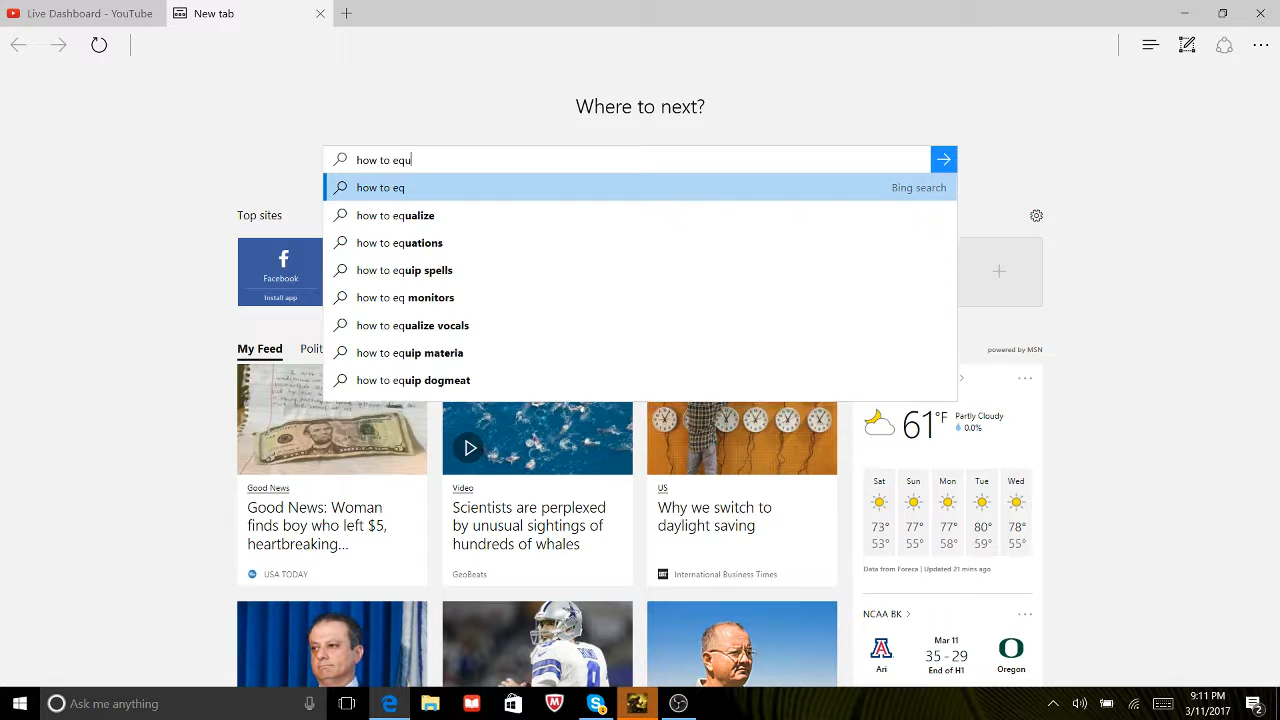 Live Dashboard - YouTube
New tab
Where to next?
how to equ
how to eq
Bing search
how to equalize
how to equations
how to equip spells
how to eq monitors
how to equalize vocals
how to equip materia
how to equip dogmeat
Top sites
Facebook
Install app
My Feed
Polit
powered by MSN
Good News
Good News: Woman
finds boy who left $5,
heartbreaking...
USA TODAY
Video
Scientists are perplexed
by unusual sightings of
hundreds of whales
GeoBeats
US
Why we switch to
daylight saving
International Business Times
61°F
Partly Cloudy
0.0%
Sat Sun Mon Tue Wed
73° 77° 77° 80° 78°
53° 55° 58° 59° 55°
Data from Foreca | Updated 21 mins ago
NCAA BK
Mar 11
35-29
End of H1
Ari
Oregon
Ask me anything
9:11 PM
3/11/2017
2